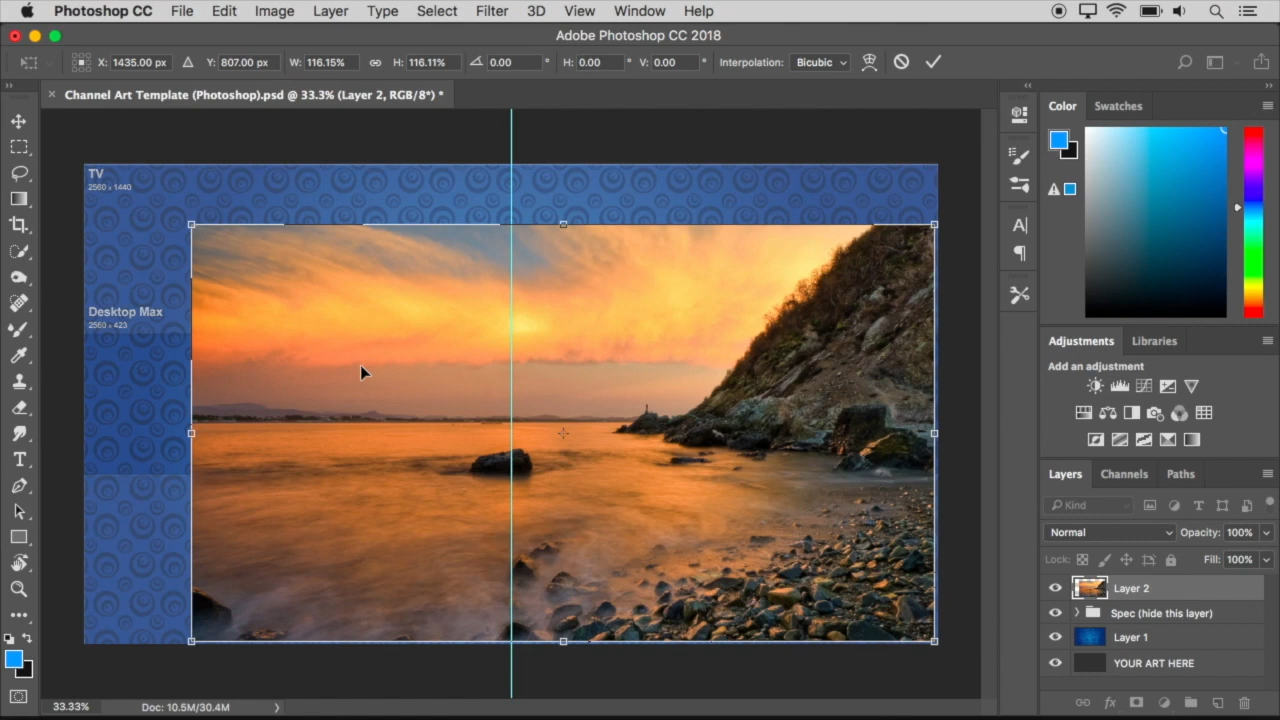 Photoshop CC File Edit Image Layer Type Select Filter 3D View Window Help
Adobe Photoshop CC 2018
X: 1435.00 px Y: 807.00 px W: 116.15% H: 116.11% 0.00 ° H: 0.00 ° V: 0.00 ° Interpolation: Bicubic
Channel Art Template (Photoshop).psd @ 33.3% (Layer 2, RGB/8*) *
Color Swatches
TV
2560 x 1440
Desktop Max
2560 x 423
Adjustments Libraries
Add an adjustment
Layers Channels Paths
Kind
Normal Opacity: 100%
Lock: Fill: 100%
Layer 2
Spec (hide this layer)
Layer 1
YOUR ART HERE
33.33% Doc: 10.5M/30.4M